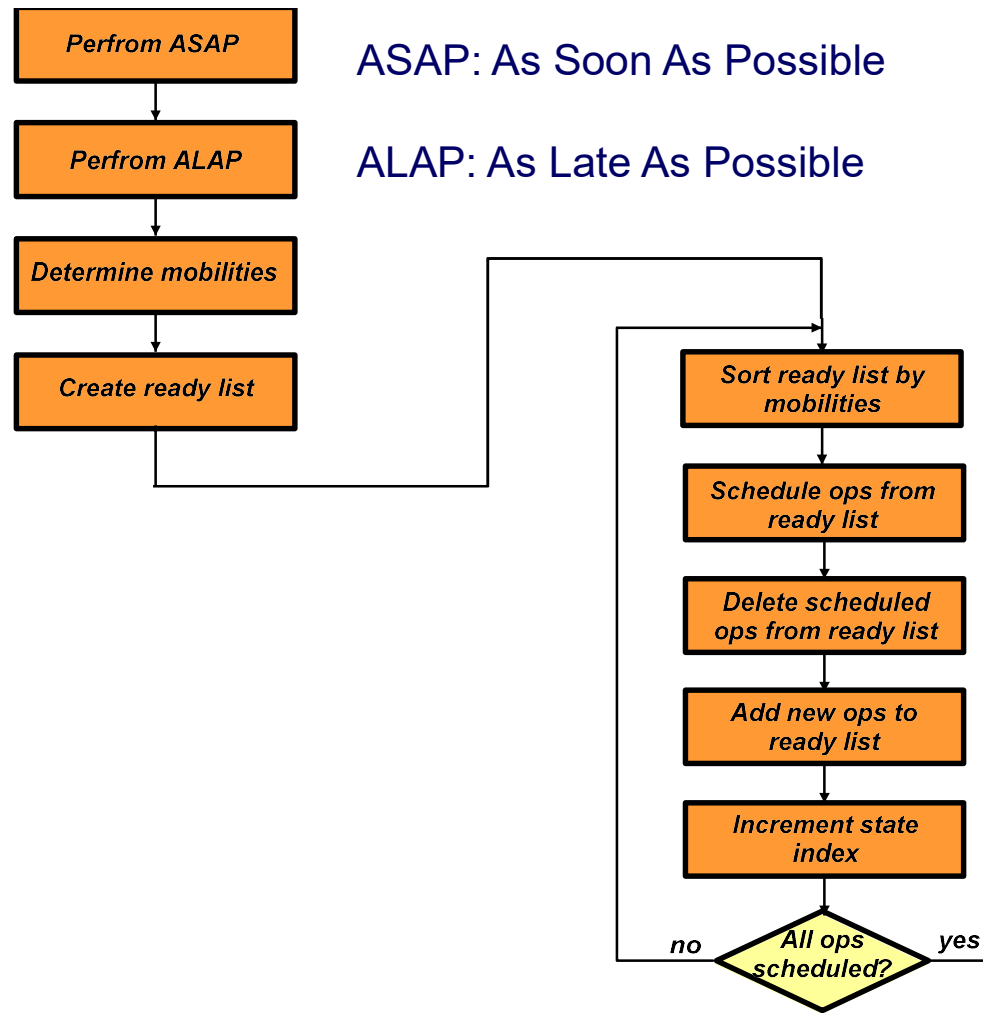 Perfrom ASAP
ASAP: As Soon As Possible
Perfrom ALAP
ALAP: As Late As Possible
Determine mobilities
Create ready list
Sort ready list by
mobilities
Schedule ops from
ready list
Delete scheduled
ops from ready list
Add new ops to
ready list
Increment state
index
no
All ops
scheduled?
yes